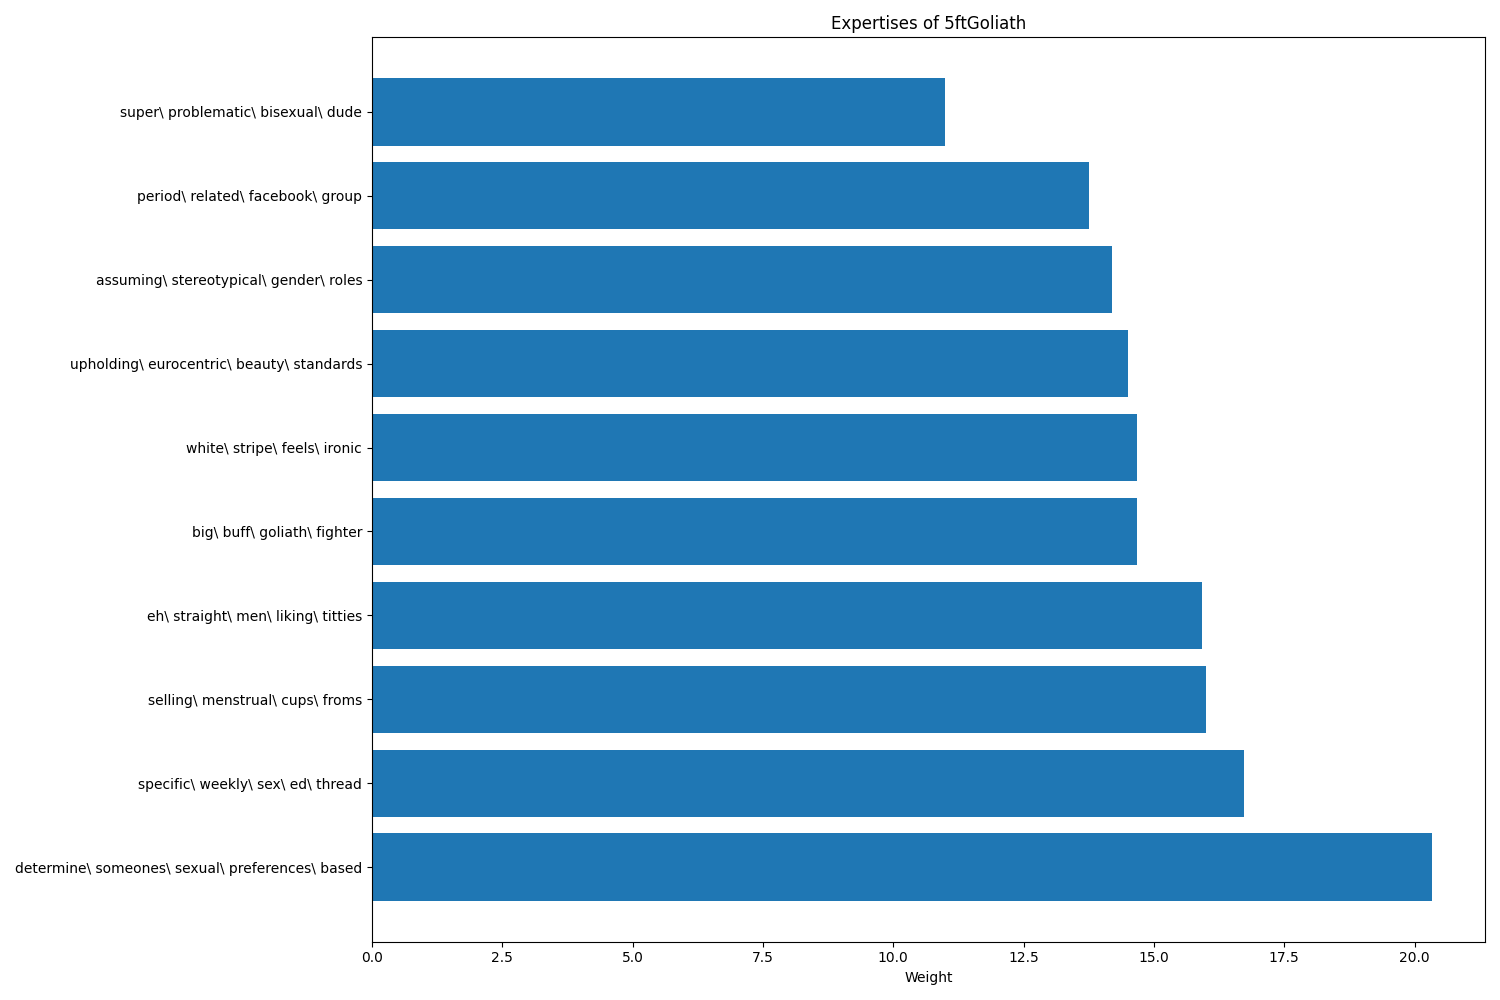 Expertises of 5ftGoliath
super\ problematic\ bisexual\ dude
period\ related\ facebook\ group
assuming\ stereotypical\ gender\ roles
upholding\ eurocentric\ beauty\ standards
white\ stripe\ feels\ ironic
big\ buff\ goliath\ fighter
eh\ straight\ men\ liking\ titties
selling\ menstrual\ cups\ froms
specific\ weekly\ sex\ ed\ thread
determine\ someones\ sexual\ preferences\ based
0.0 2.5 5.0 7.5 10.0 12.5 15.0 17.5 20.0
Weight